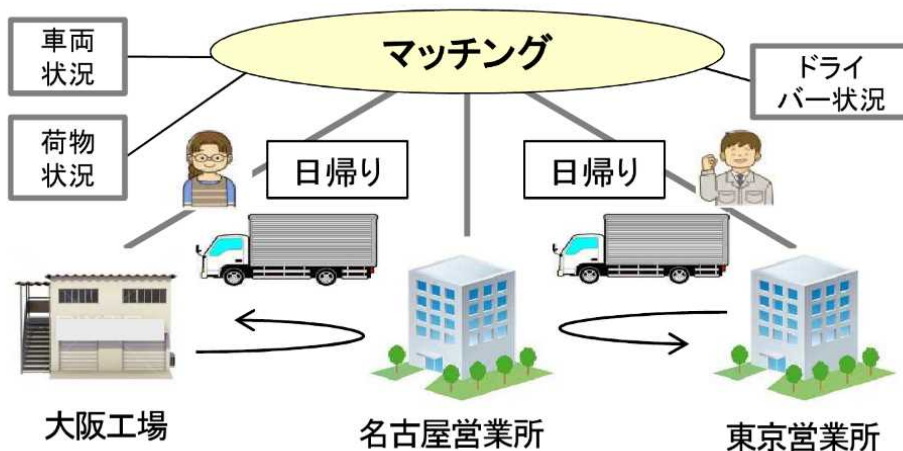 車両
状況
マッチング
ドライ
バー状況
荷物
状況
日帰り
日帰り
大阪工場
名古屋営業所
東京営業所